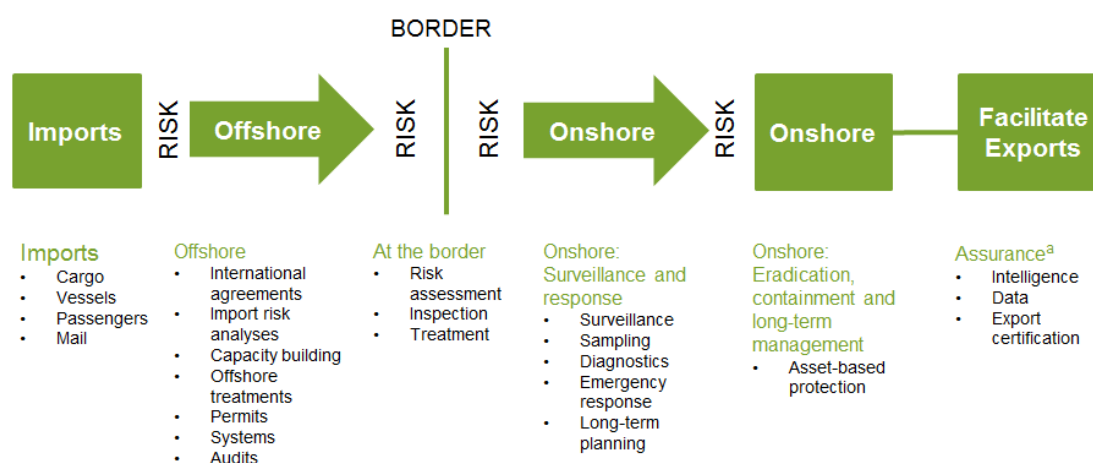 BORDER
Imports
RISK
Offshore
RISK
RISK
Onshore
RISK
Onshore
Facilitate
Exports
Imports
• Cargo
• Vessels
• Passengers
• Mail
Offshore
• International
agreements
• Import risk
analyses
• Capacity building
• Offshore
treatments
• Permits
• Systems
• Audits
At the border
• Risk
assessment
• Inspection
• Treatment
Onshore:
Surveillance and
response
• Surveillance
• Sampling
• Diagnostics
• Emergency
response
• Long-term
planning
Onshore:
Eradication,
containment and
long-term
management
• Asset-based
protection
Assuranceᵃ
• Intelligence
• Data
• Export
certification